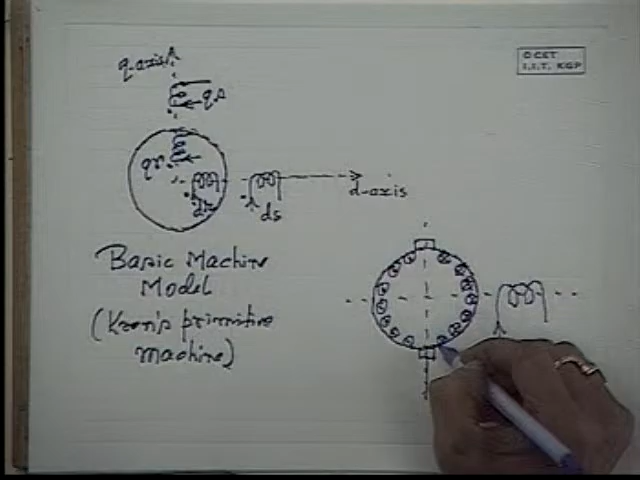 q-axis
©CET
I.I.T. KGP
qs
qr
d-axis
dr
ds
Basic Machine
Model
(Kron's primitive
machine)